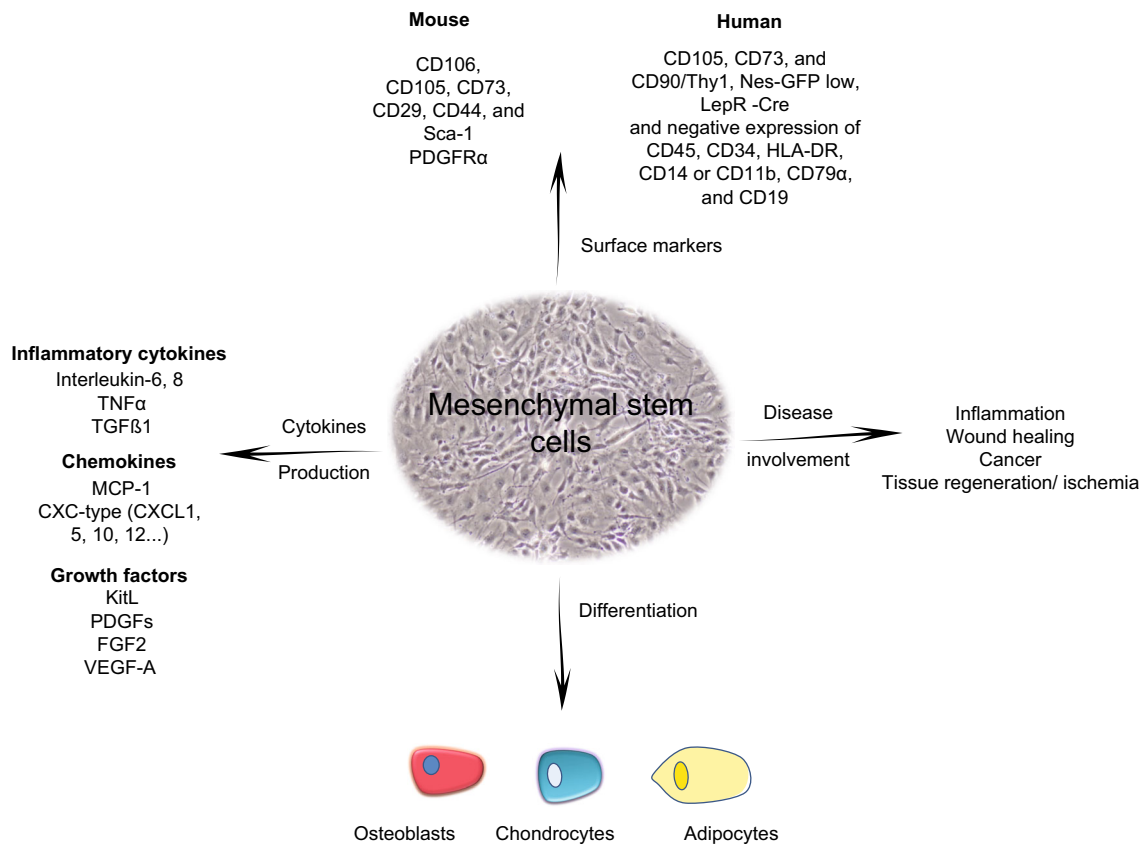 Mouse
CD106,
CD105, CD73,
CD29, CD44, and
Sca-1
PDGFRα
Human
CD105, CD73, and
CD90/Thy1, Nes-GFP low,
LepR -Cre
and negative expression of
CD45, CD34, HLA-DR,
CD14 or CD11b, CD79α,
and CD19
Surface markers
Inflammatory cytokines
Interleukin-6, 8
TNFα
TGFß1
Chemokines
MCP-1
CXC-type (CXCL1,
5, 10, 12...)
Growth factors
KitL
PDGFs
FGF2
VEGF-A
Cytokines
Production
Mesenchymal stem
cells
Disease
involvement
Inflammation
Wound healing
Cancer
Tissue regeneration/ ischemia
Differentiation
Osteoblasts
Chondrocytes
Adipocytes